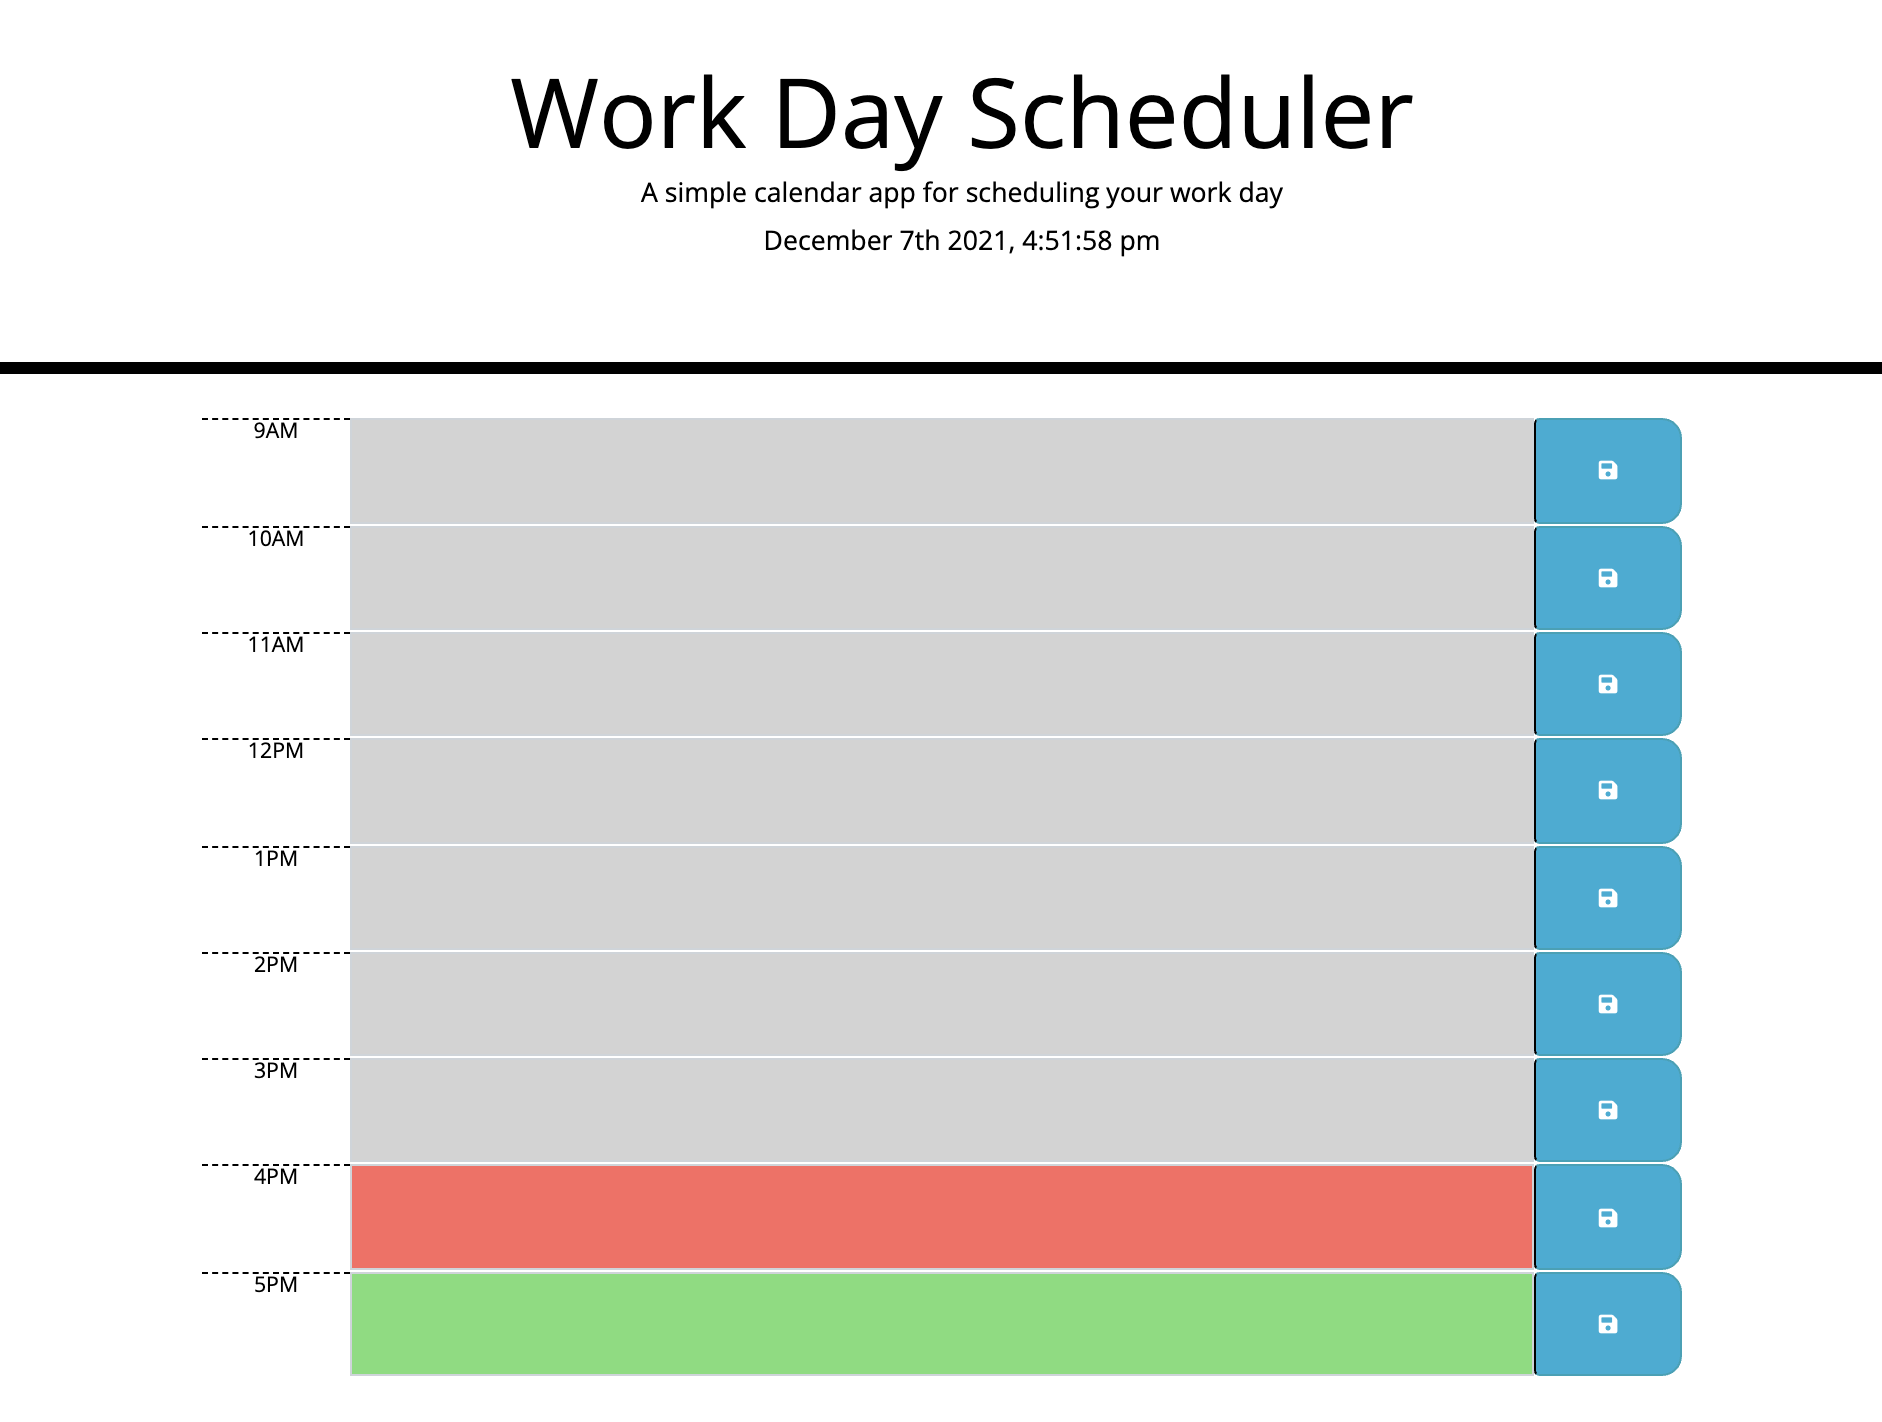 Work Day Scheduler
A simple calendar app for scheduling your work day
December 7th 2021, 4:51:58 pm
9AM
10AM
11AM
12PM
1PM
2PM
3PM
4PM
5PM